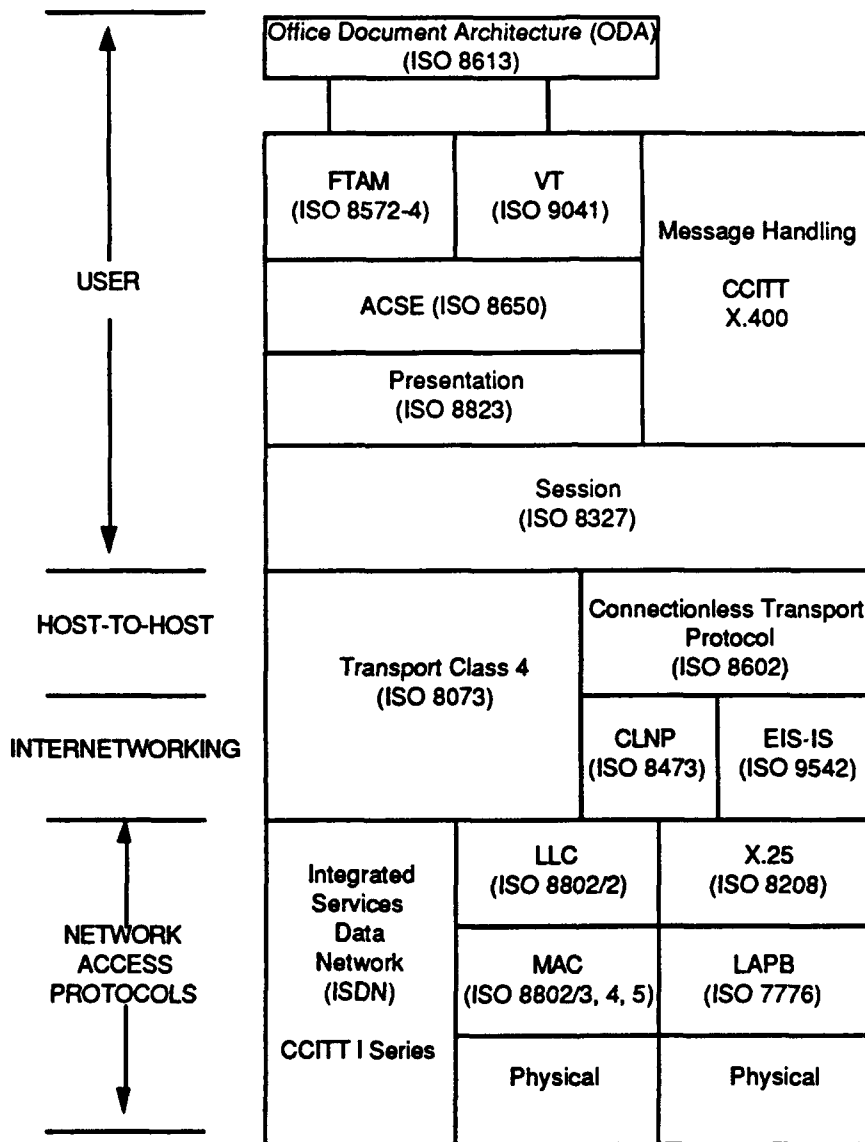 Office Document Architecture (ODA)
(ISO 8613)
FTAM
(ISO 8572-4)
VT
(ISO 9041)
Message Handling
CCITT
X.400
USER
ACSE (ISO 8650)
Presentation
(ISO 8823)
Session
(ISO 8327)
HOST-TO-HOST
Transport Class 4
(ISO 8073)
Connectionless Transport
Protocol
(ISO 8602)
INTERNETWORKING
CLNP
(ISO 8473)
EIS-IS
(ISO 9542)
NETWORK
ACCESS
PROTOCOLS
Integrated
Services
Data
Network
(ISDN)
CCITT I Series
LLC
(ISO 8802/2)
X.25
(ISO 8208)
MAC
(ISO 8802/3, 4, 5)
LAPB
(ISO 7776)
Physical
Physical